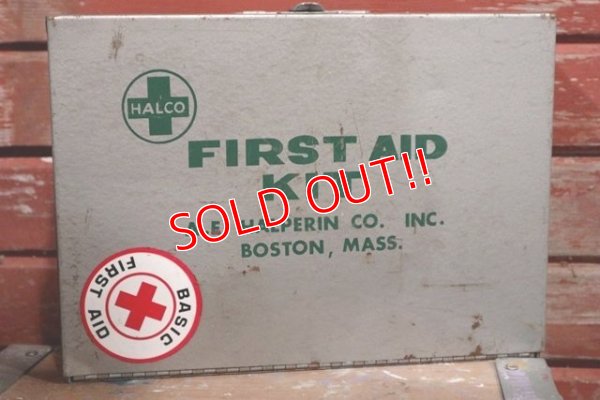 HALCO
FIRST AID
KIT
A.E. HALPERIN CO. INC.
BOSTON, MASS.
SOLD OUT!!
BASIC
FIRST AID